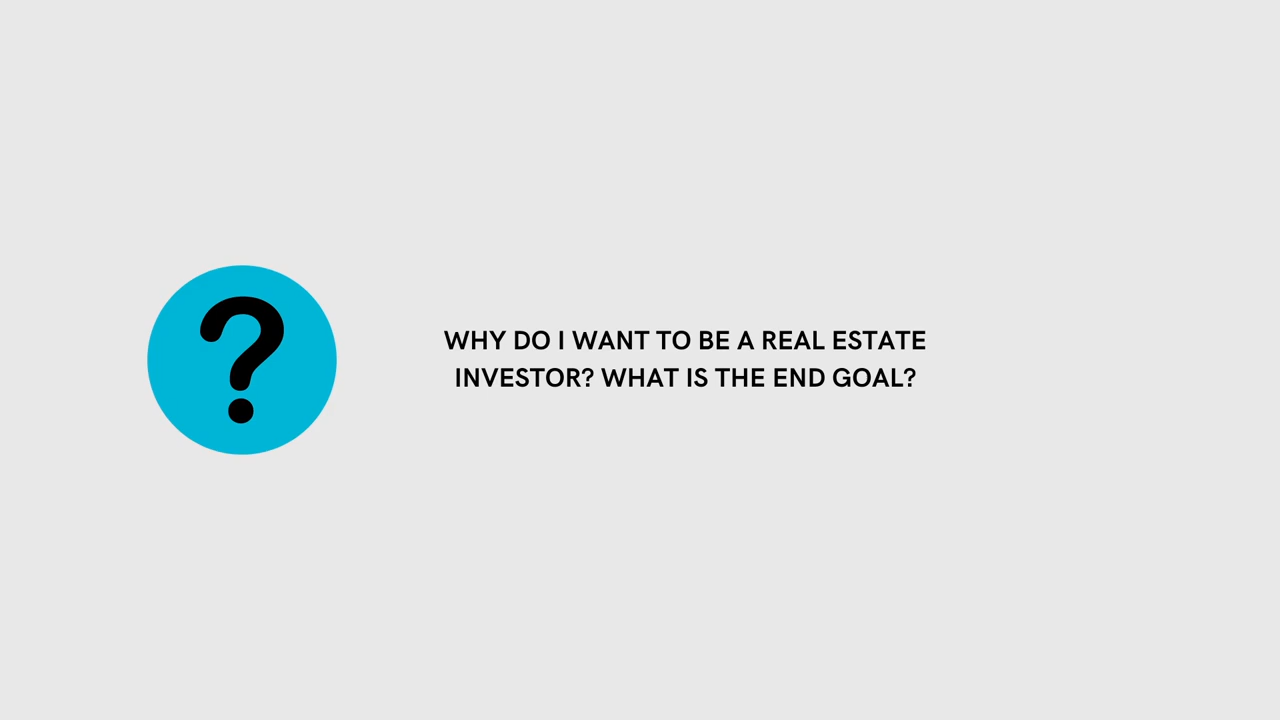 ?
WHY DO I WANT TO BE A REAL ESTATE
INVESTOR? WHAT IS THE END GOAL?